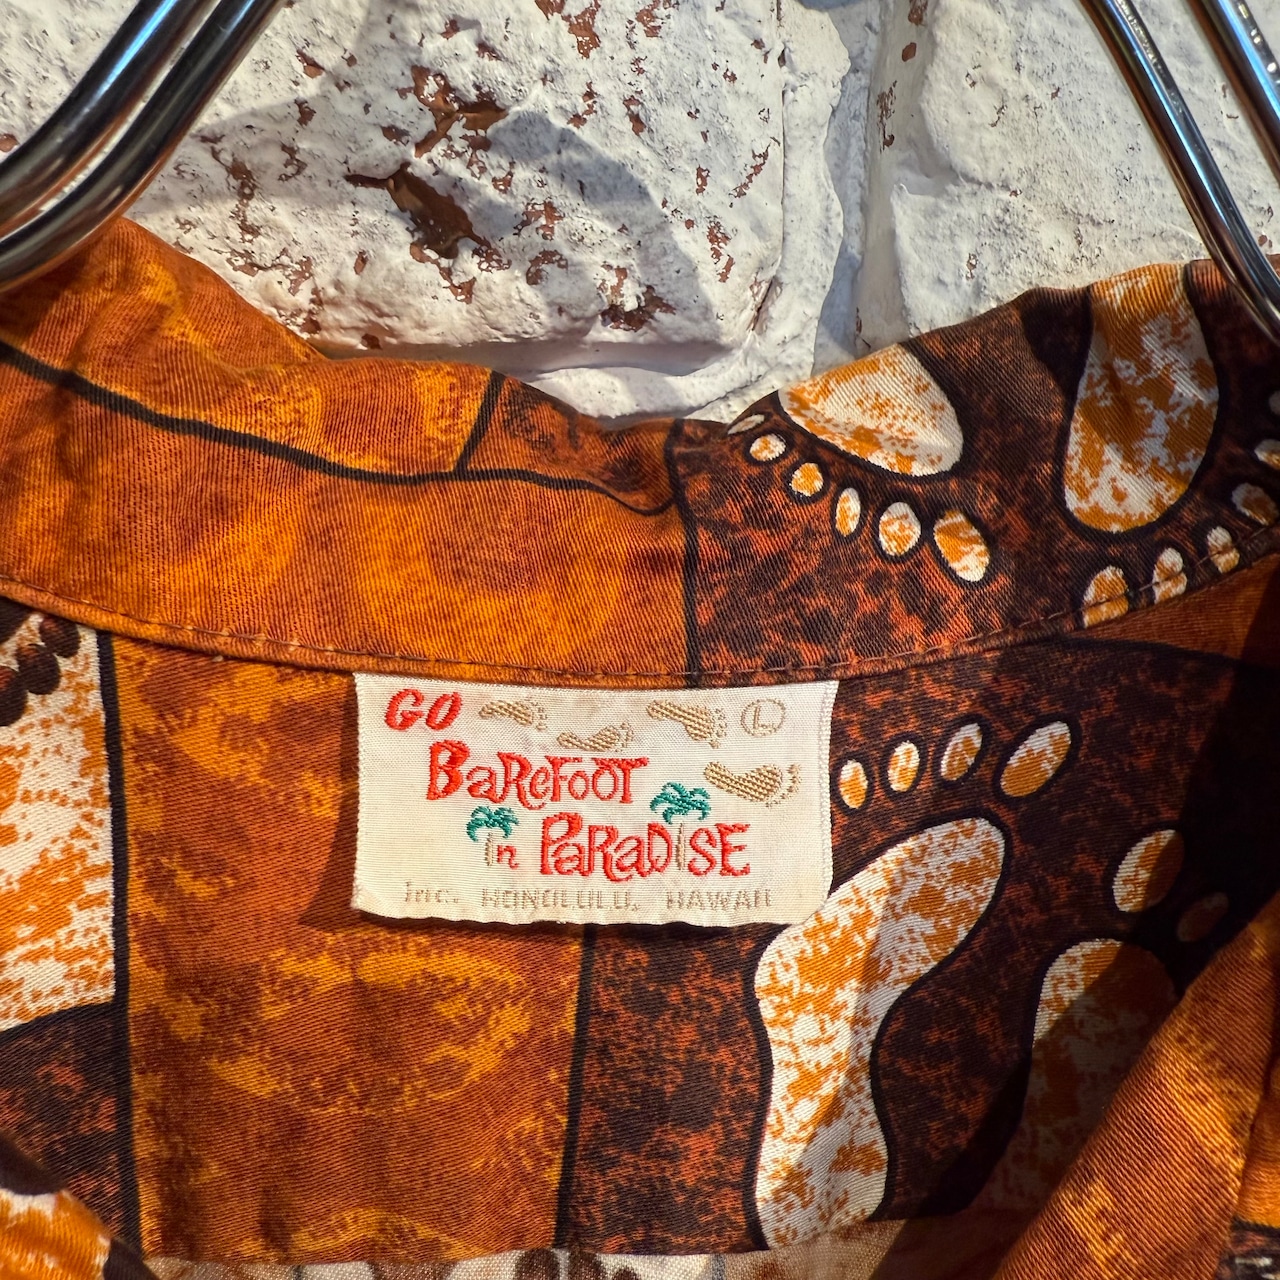 GO L
BaReFOOT
In PaRaDISE
Inc. HONOLULU, HAWAII